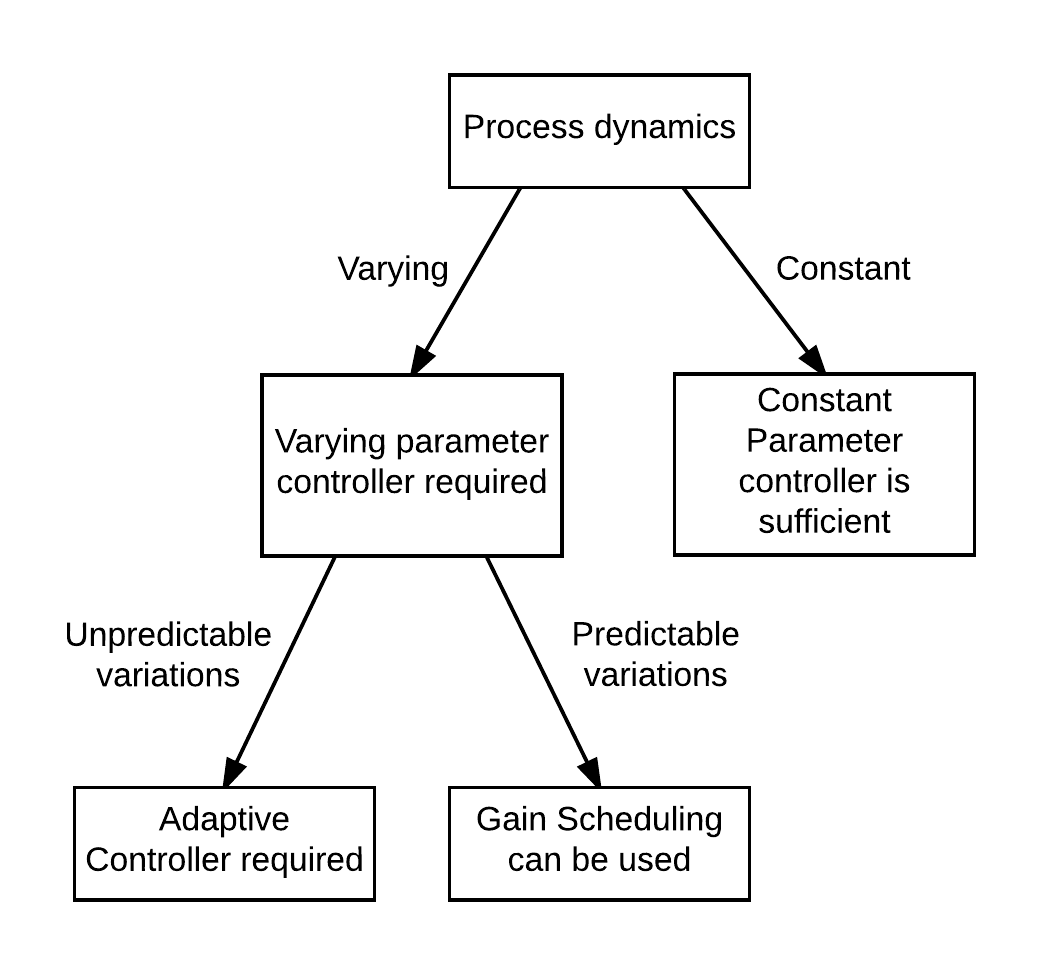 Process dynamics
Varying
Constant
Varying parameter
controller required
Constant
Parameter
controller is
sufficient
Unpredictable
variations
Predictable
variations
Adaptive
Controller required
Gain Scheduling
can be used